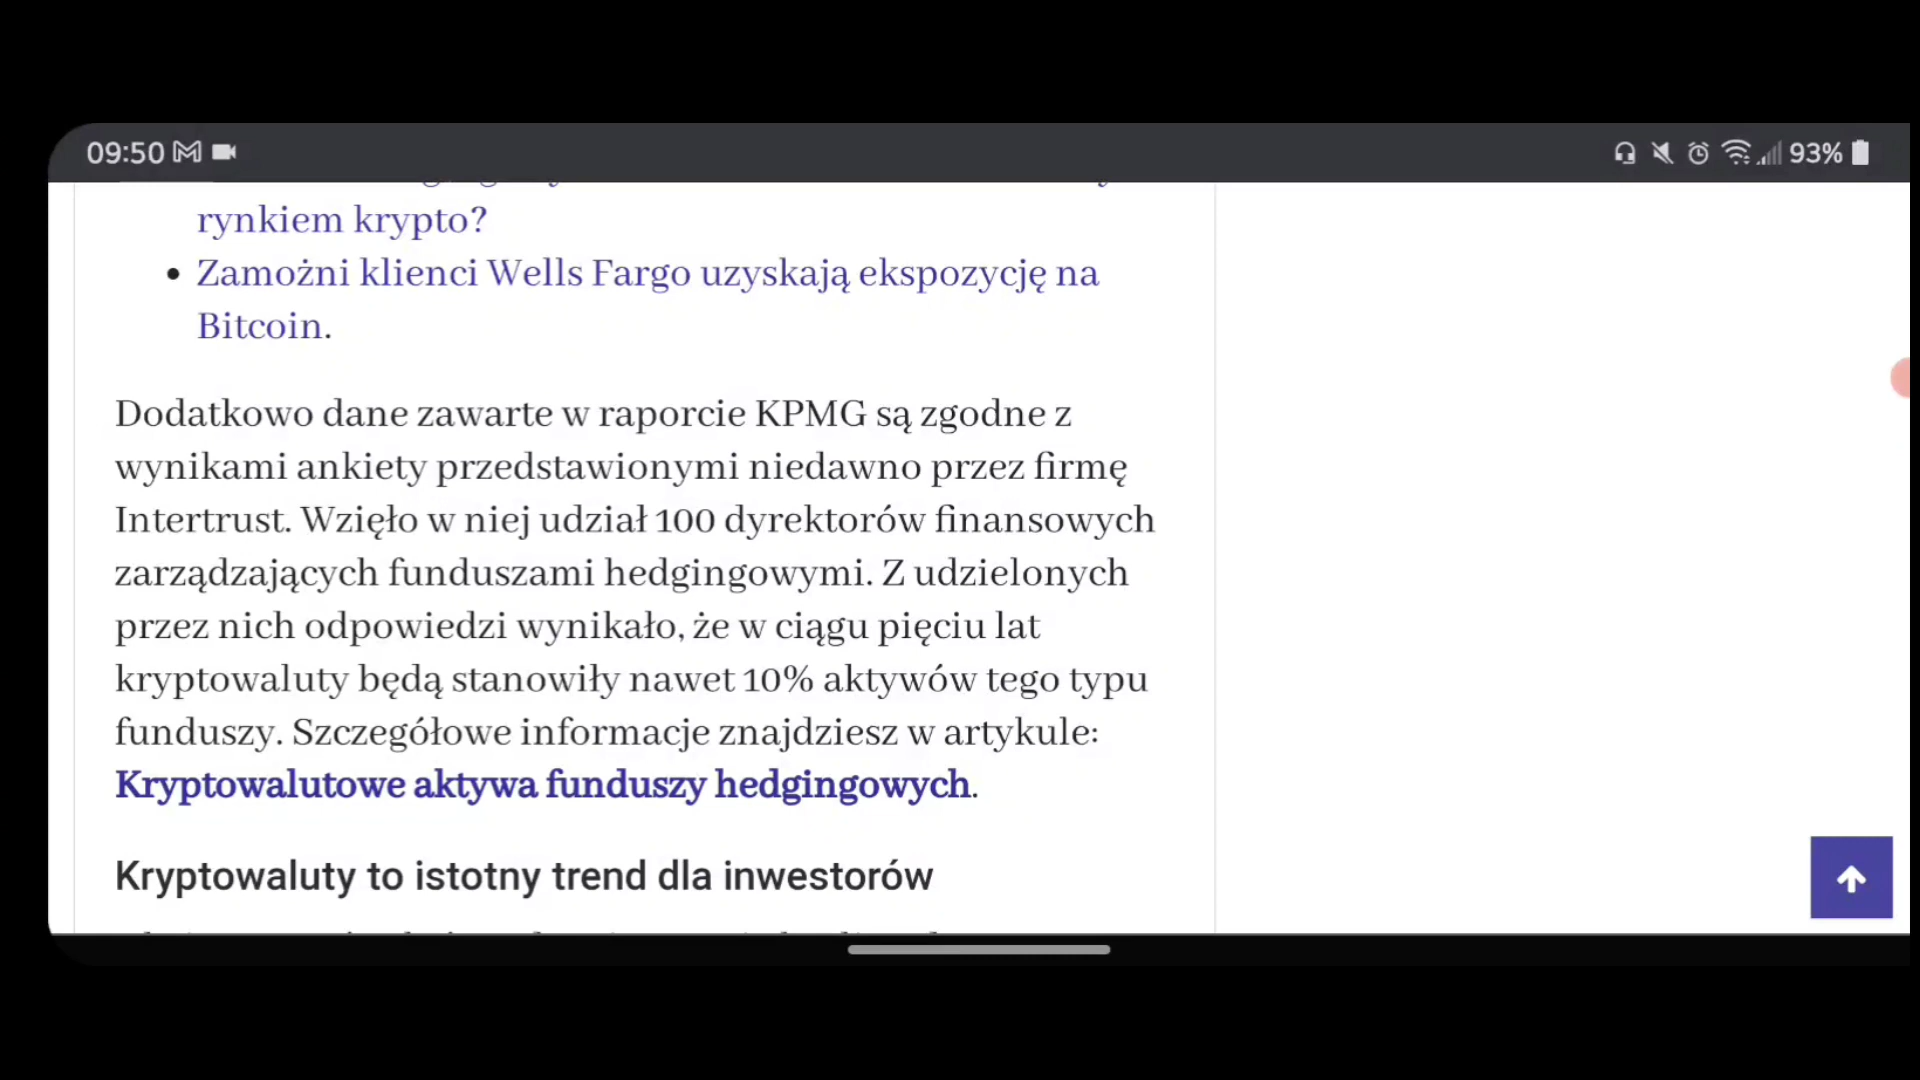 09:50
93%
rynkiem krypto?
• Zamożni klienci Wells Fargo uzyskają ekspozycję na
Bitcoin.
Dodatkowo dane zawarte w raporcie KPMG są zgodne z
wynikami ankiety przedstawionymi niedawno przez firmę
Intertrust. Wzięło w niej udział 100 dyrektorów finansowych
zarządzających funduszami hedgingowymi. Z udzielonych
przez nich odpowiedzi wynikało, że w ciągu pięciu lat
kryptowaluty będą stanowiły nawet 10% aktywów tego typu
funduszy. Szczegółowe informacje znajdziesz w artykule:
Kryptowalutowe aktywa funduszy hedgingowych.
Kryptowaluty to istotny trend dla inwestorów